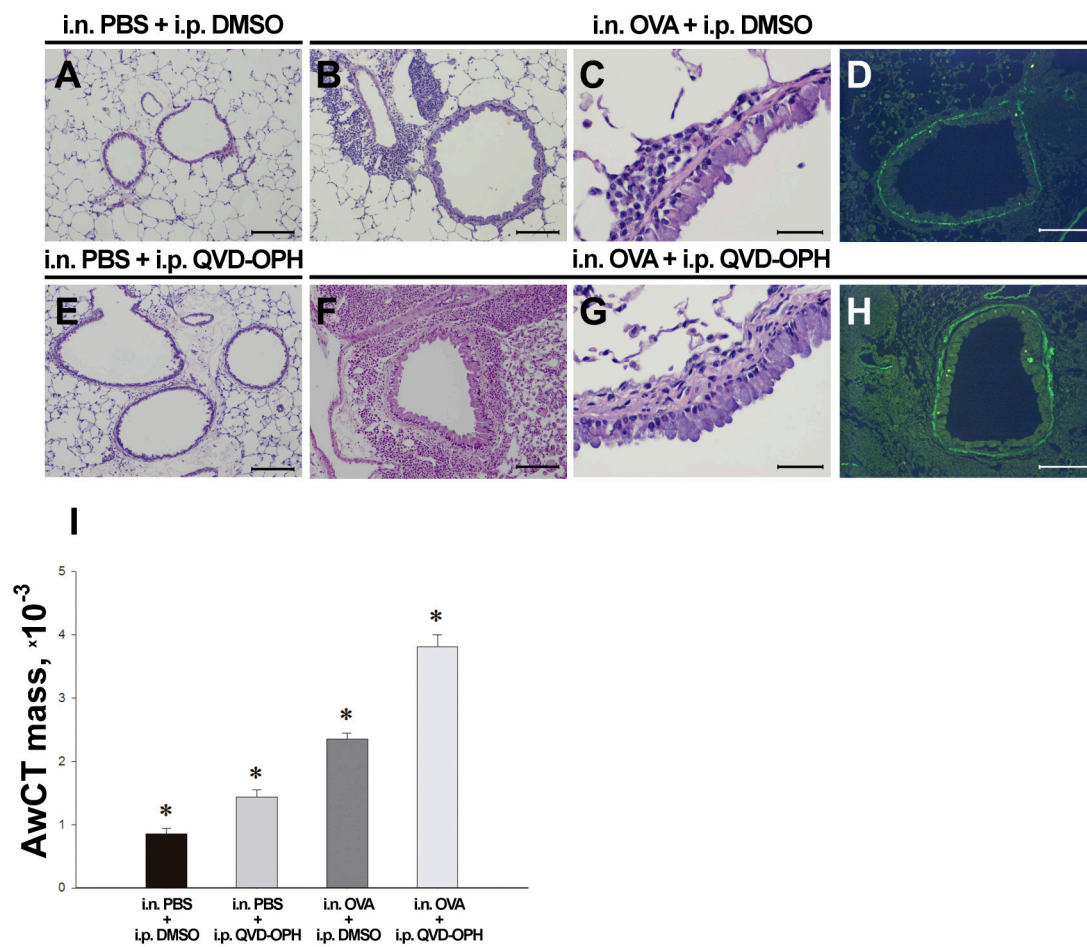 i.n. PBS + i.p. DMSO
i.n. OVA + i.p. DMSO
A
B
C
D
i.n. PBS + i.p. QVD-OPH
i.n. OVA + i.p. QVD-OPH
E
F
G
H
I
AwCT mass, ×10⁻³
5
4
3
2
1
0
*
*
*
*
i.n. PBS
+
i.p. DMSO
i.n. PBS
+
i.p. QVD-OPH
i.n. OVA
+
i.p. DMSO
i.n. OVA
+
i.p. QVD-OPH